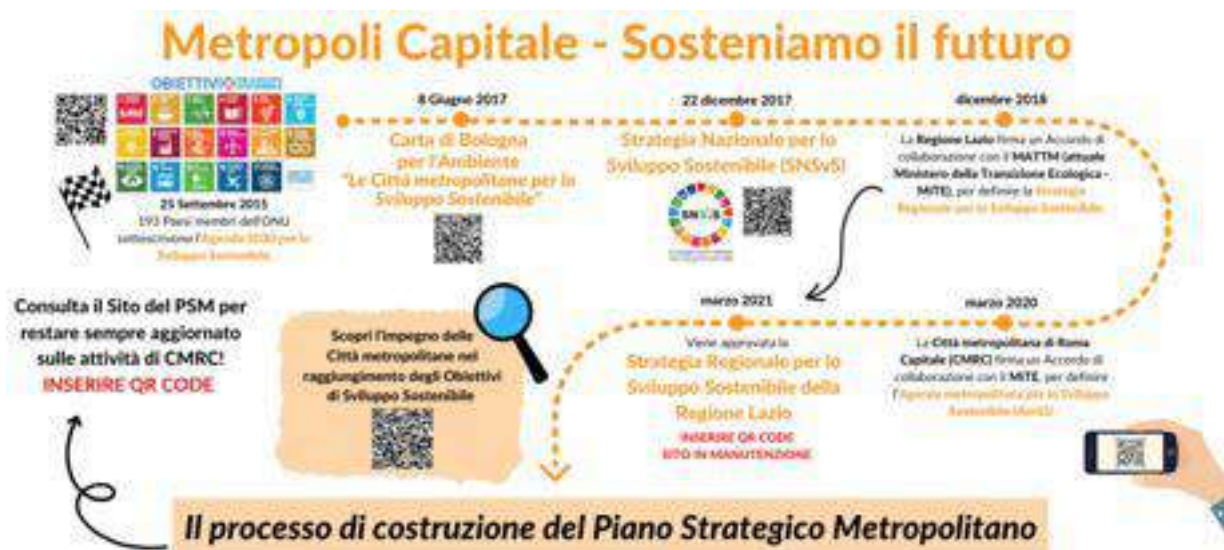 Metropoli Capitale - Sosteniamo il futuro
OBIETTIVI
25 Settembre 2015
193 Paesi membri dell'ONU
sottoscrivono l'Agenda 2030 per lo
Sviluppo Sostenibile
8 Giugno 2017
Carta di Bologna
per l'Ambiente
"Le Città metropolitane per lo
Sviluppo Sostenibile"
22 dicembre 2017
Strategia Nazionale per lo
Sviluppo Sostenibile (SNSvS)
SNSvS
dicembre 2018
La Regione Lazio firma un Accordo di
collaborazione con il MATTM (attuale
Ministero della Transizione Ecologica -
MiTE), per definire la Strategia
Regionale per lo Sviluppo Sostenibile
marzo 2020
La Città metropolitana di Roma
Capitale (CMRC) firma un Accordo di
collaborazione con il MiTE, per definire
l'Agenda metropolitana per lo Sviluppo
Sostenibile
marzo 2021
Viene approvata la
Strategia Regionale per lo
Sviluppo Sostenibile della
Regione Lazio
INSERIRE QR CODE
SITO IN MANUTENZIONE
Scopri l'impegno delle
Città metropolitane nel
raggiungimento degli Obiettivi
di Sviluppo Sostenibile
Consulta il Sito del PSM per
restare sempre aggiornato
sulle attività di CMRC!
INSERIRE QR CODE
Il processo di costruzione del Piano Strategico Metropolitano